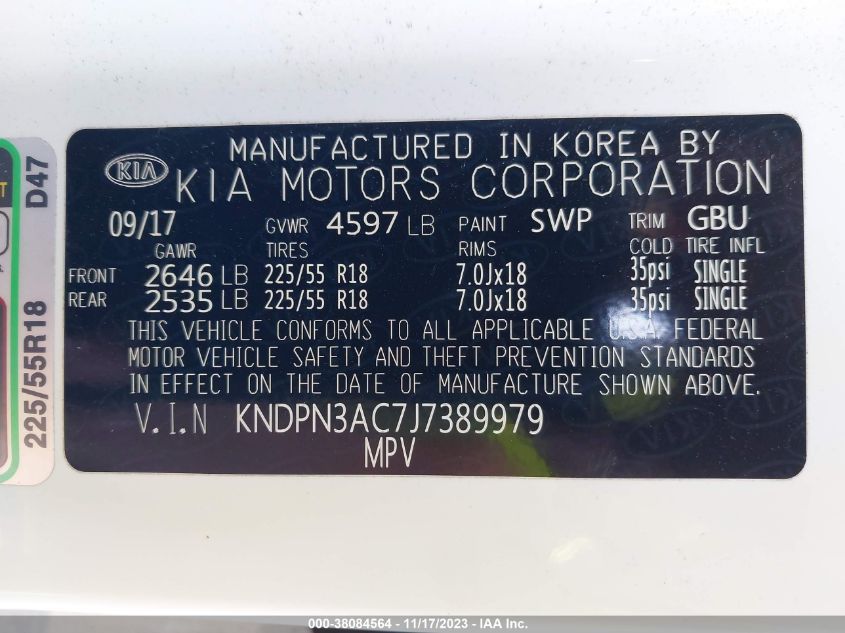 MANUFACTURED IN KOREA BY
KIA KIA MOTORS CORPORATION
09/17 GVWR 4597 LB PAINT SWP TRIM GBU
GAWR TIRES RIMS COLD TIRE INFL
FRONT 2646 LB 225/55 R18 7.0Jx18 35psi SINGLE
REAR 2535 LB 225/55 R18 7.0Jx18 35psi SINGLE
THIS VEHICLE CONFORMS TO ALL APPLICABLE U.S.A. FEDERAL
MOTOR VEHICLE SAFETY AND THEFT PREVENTION STANDARDS
IN EFFECT ON THE DATE OF MANUFACTURE SHOWN ABOVE.
V.I.N KNDPN3AC7J7389979
MPV
225/55R18 D47
000-38084564 - 11/17/2023 - IAA Inc.